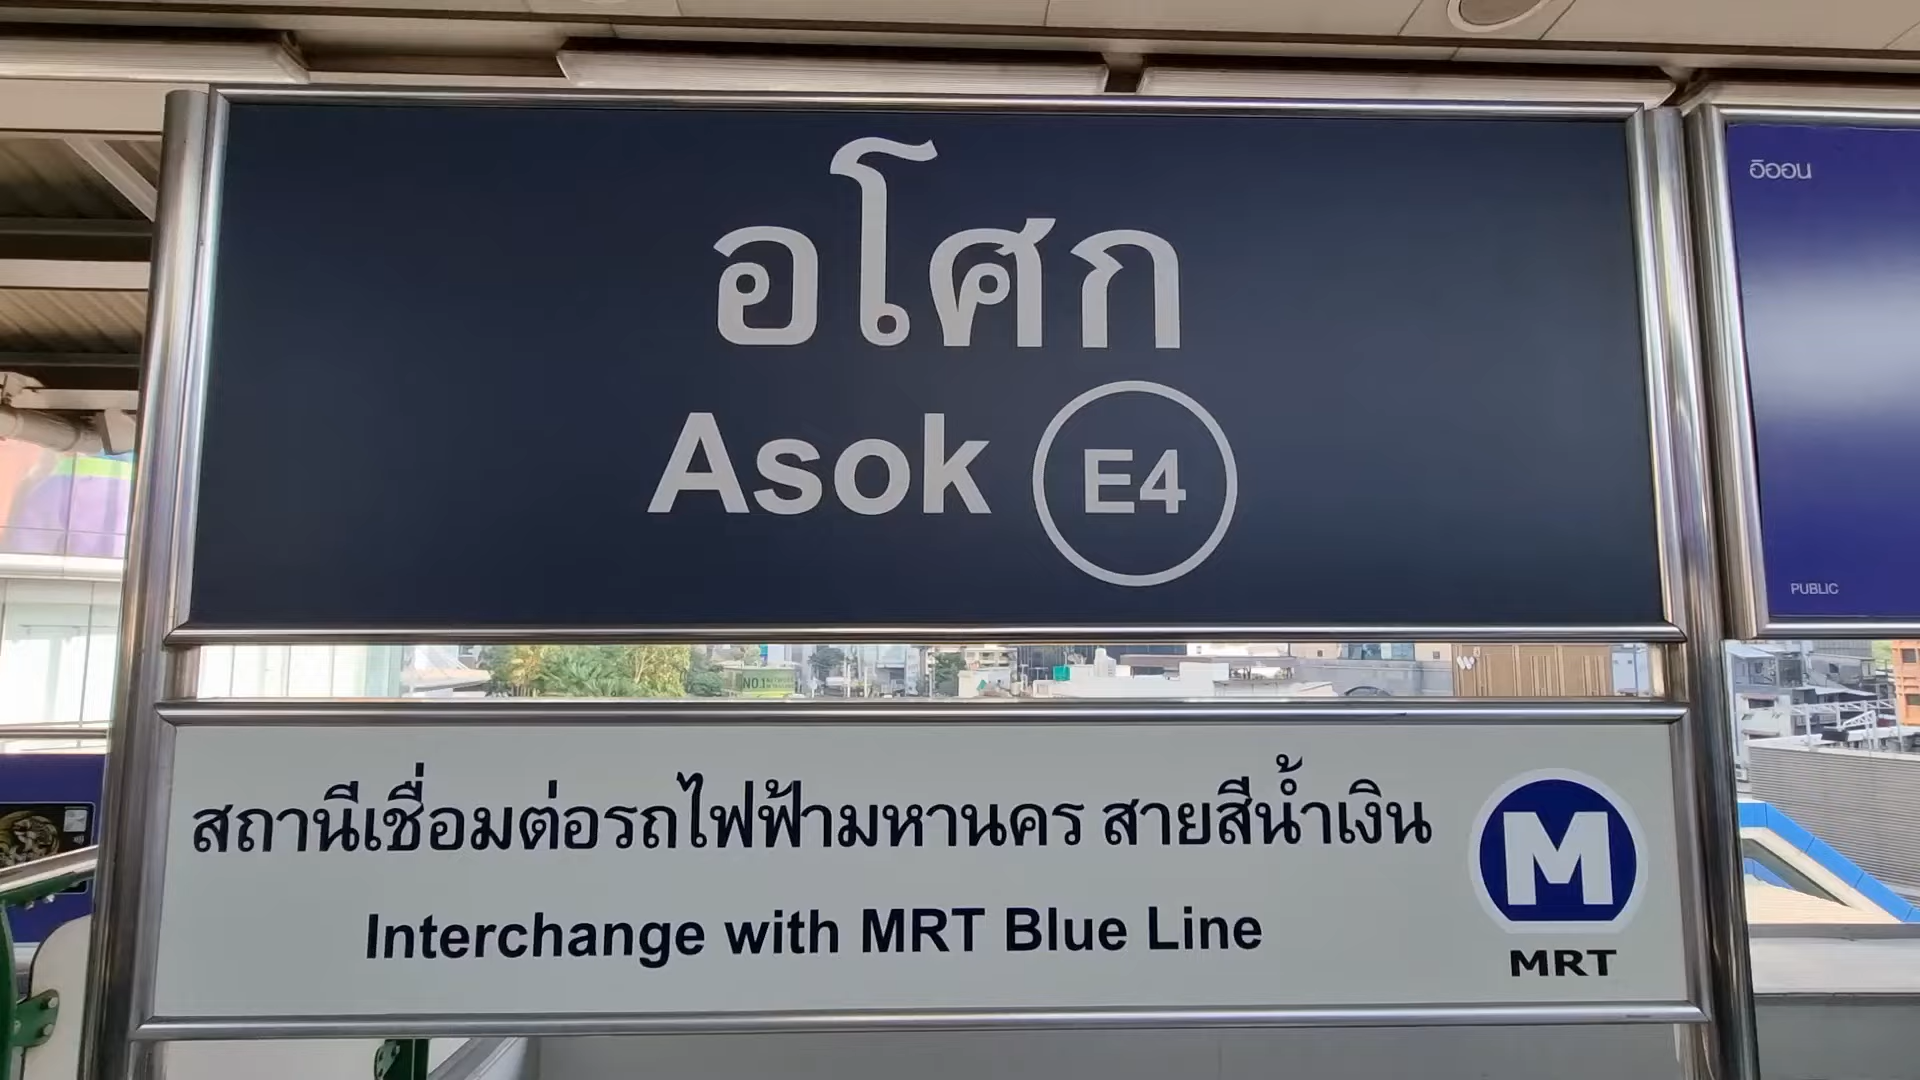 อโศก
Asok E4
สถานีเชื่อมต่อรถไฟฟ้ามหานคร สายสีน้ำเงิน
Interchange with MRT Blue Line
M
MRT
อิออน
PUBLIC
NO.1
W